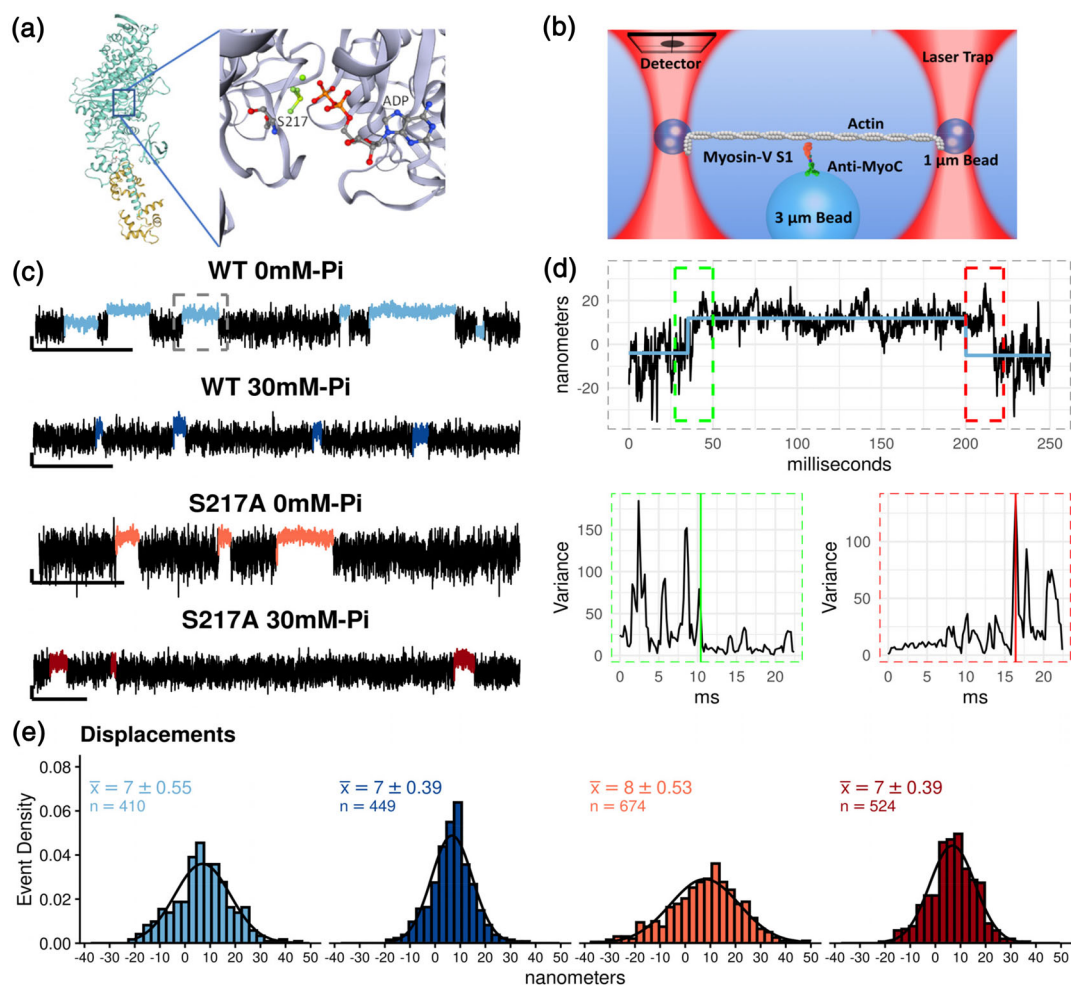 (a)
S217
ADP
(b)
Detector
Laser Trap
Actin
Myosin-V S1
Anti-MyoC
1 μm Bead
3 μm Bead
(c)
WT 0mM-Pi
WT 30mM-Pi
S217A 0mM-Pi
S217A 30mM-Pi
(d)
nanometers
20
0
-20
0 50 100 150 200 250
milliseconds
Variance
150
100
50
0
0 5 10 15 20
ms
Variance
100
50
0
0 5 10 15 20
ms
(e) Displacements
Event Density
0.08
0.06
0.04
0.02
0.00
x̄ = 7 ± 0.55
n = 410
x̄ = 7 ± 0.39
n = 449
x̄ = 8 ± 0.53
n = 674
x̄ = 7 ± 0.39
n = 524
-40 -30 -20 -10 0 10 20 30 40 50
-40 -30 -20 -10 0 10 20 30 40 50
-40 -30 -20 -10 0 10 20 30 40 50
-40 -30 -20 -10 0 10 20 30 40 50
nanometers